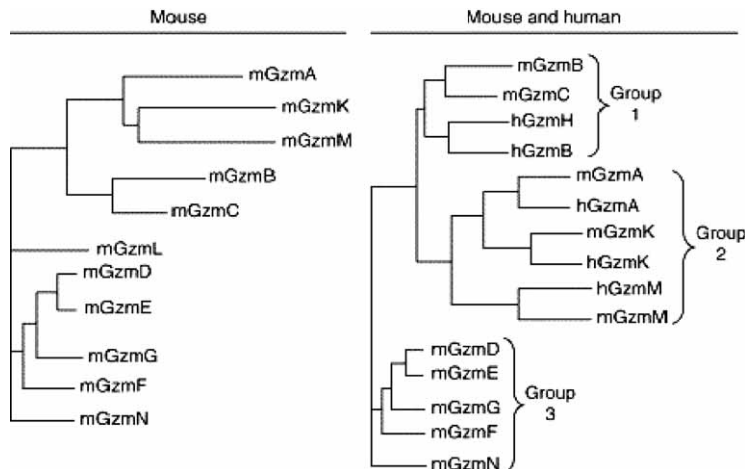 Mouse
mGzmA
mGzmK
mGzmM
mGzmB
mGzmC
mGzmL
mGzmD
mGzmE
mGzmG
mGzmF
mGzmN
Mouse and human
mGzmB
mGzmC
hGzmH
hGzmB
Group
1
mGzmA
hGzmA
mGzmK
hGzmK
hGzmM
mGzmM
Group
2
mGzmD
mGzmE
mGzmG
mGzmF
mGzmN
Group
3